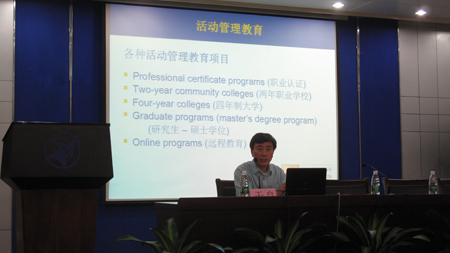 活动管理教育
各种活动管理教育项目
Professional certificate programs (职业认证)
Two-year community colleges (两年职业学校)
Four-year colleges (四年制大学)
Graduate programs (master's degree program)
(研究生 – 硕士学位)
Online programs (远程教育)